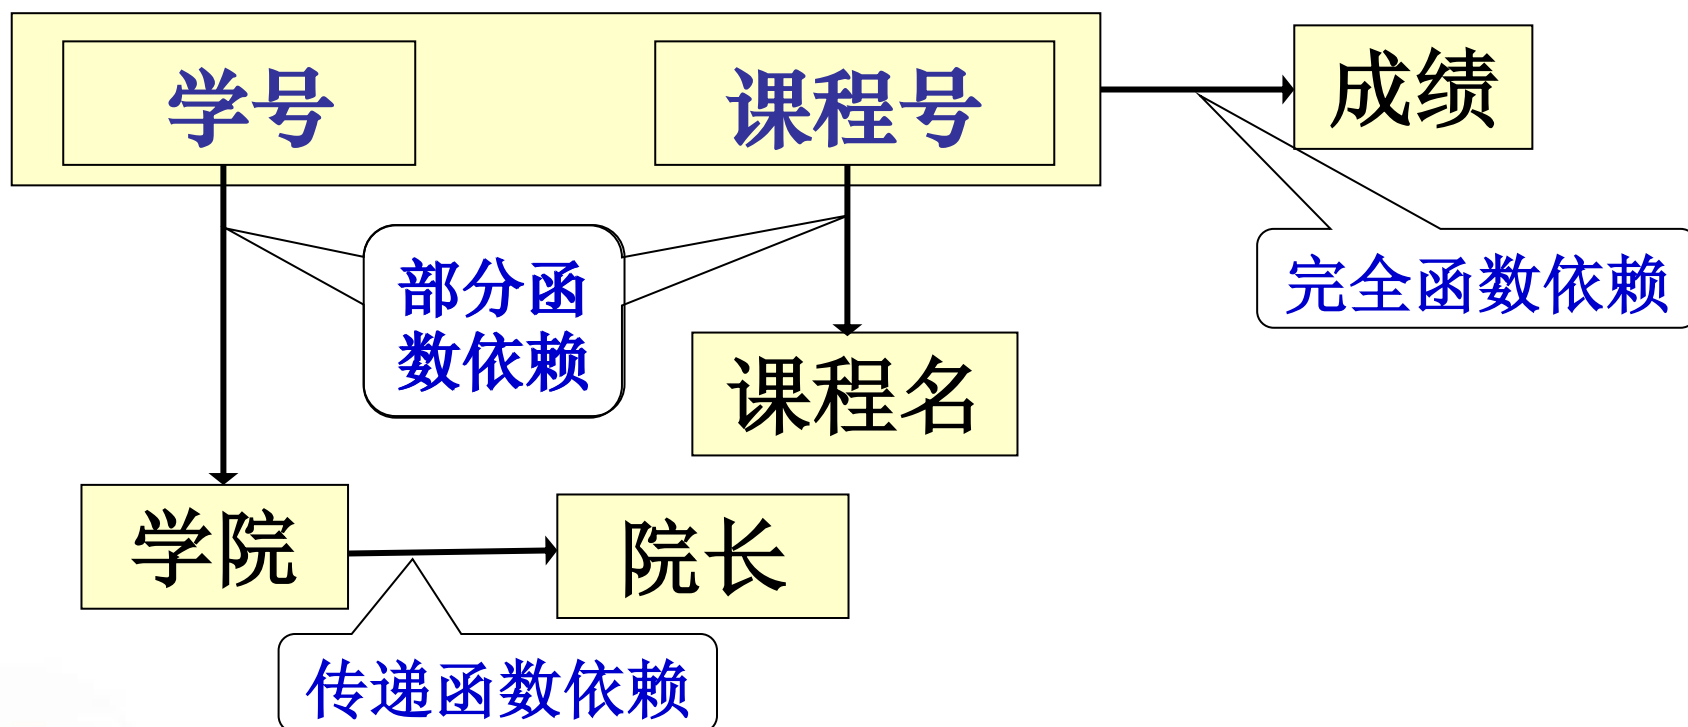 学号
课程号
成绩
部分函
数依赖
完全函数依赖
课程名
学院
院长
传递函数依赖